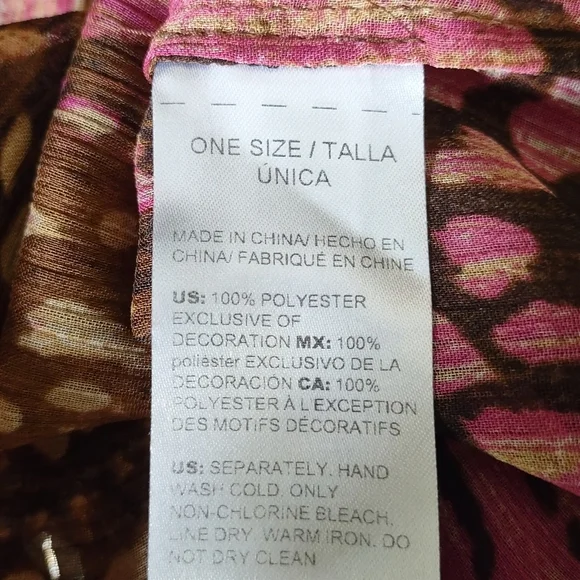 ONE SIZE / TALLA
ÚNICA
MADE IN CHINA/ HECHO EN
CHINA/ FABRIQUÉ EN CHINE
US: 100% POLYESTER
EXCLUSIVE OF
DECORATION MX: 100%
poliéster EXCLUSIVO DE LA
DECORACIÓN CA: 100%
POLYESTER À L'EXCEPTION
DES MOTIFS DÉCORATIFS
US: SEPARATELY. HAND
WASH COLD. ONLY
NON-CHLORINE BLEACH.
LINE DRY. WARM IRON. DO
NOT DRY CLEAN